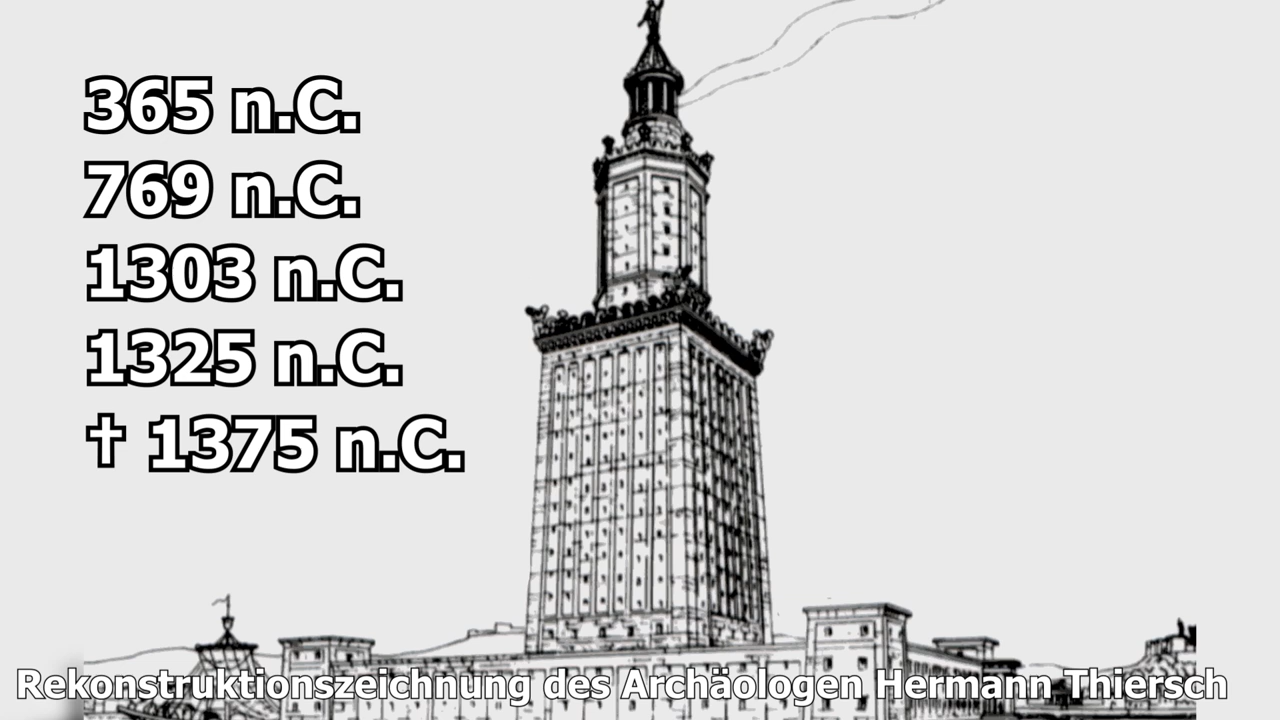 365 n.C.
769 n.C.
1303 n.C.
1325 n.C.
† 1375 n.C.
Rekonstruktionszeichnung des Archäologen Hermann Thiersch